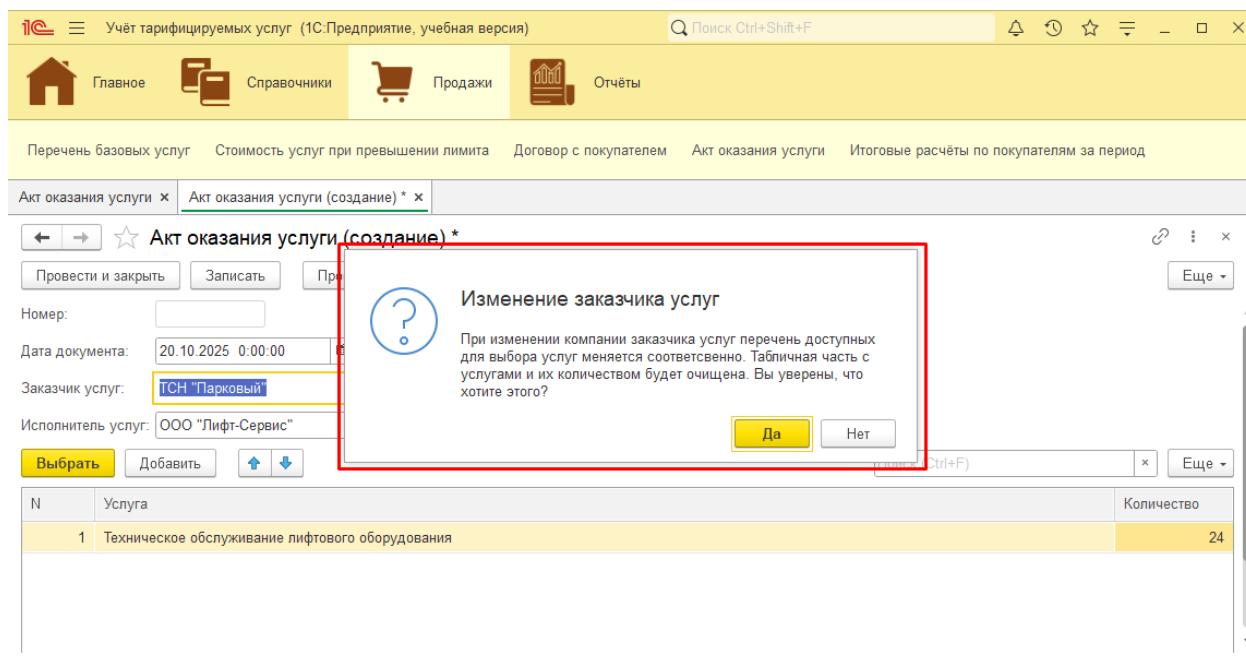 Учёт тарифицируемых услуг (1С:Предприятие, учебная версия)
Поиск Ctrl+Shift+F
Главное Справочники Продажи Отчёты
Перечень базовых услуг Стоимость услуг при превышении лимита Договор с покупателем Акт оказания услуги Итоговые расчёты по покупателям за период
Акт оказания услуги × Акт оказания услуги (создание) * ×
Акт оказания услуги (создание) *
Провести и закрыть Записать Еще
Номер:
Дата документа: 20.10.2025 0:00:00
Заказчик услуг: ТСН "Парковый"
Исполнитель услуг: ООО "Лифт-Сервис"
Изменение заказчика услуг
При изменении компании заказчика услуг перечень доступных
для выбора услуг меняется соответсвенно. Табличная часть с
услугами и их количеством будет очищена. Вы уверены, что
хотите этого?
Да Нет
Выбрать Добавить (Ctrl+F) × Еще
N Услуга Количество
1 Техническое обслуживание лифтового оборудования 24